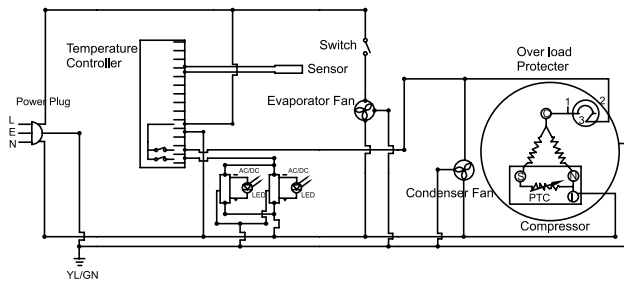 Switch
Over load
Protecter
Temperature
Controller
Sensor
Evaporator Fan
Power Plug
L
E
N
1
2
3
AC/DC
LED
AC/DC
LED
S
N
PTC
Condenser Fan
Compressor
YL/GN